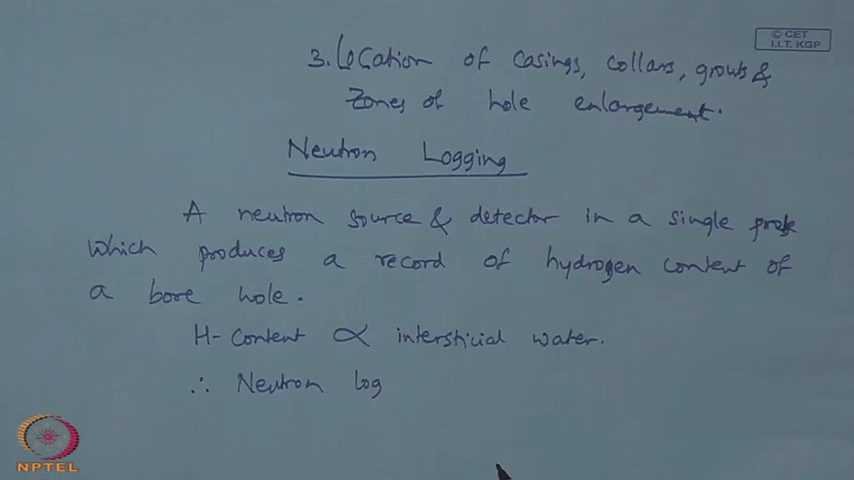 © CET
I.I.T. KGP
3. Location of casings, collars, grouts &
Zones of hole enlargement.
Neutron Logging
A neutron source & detector in a single probe
which produces a record of hydrogen content of
a bore hole.
H- Content ∝ intersticial water.
∴ Neutron log
NPTEL